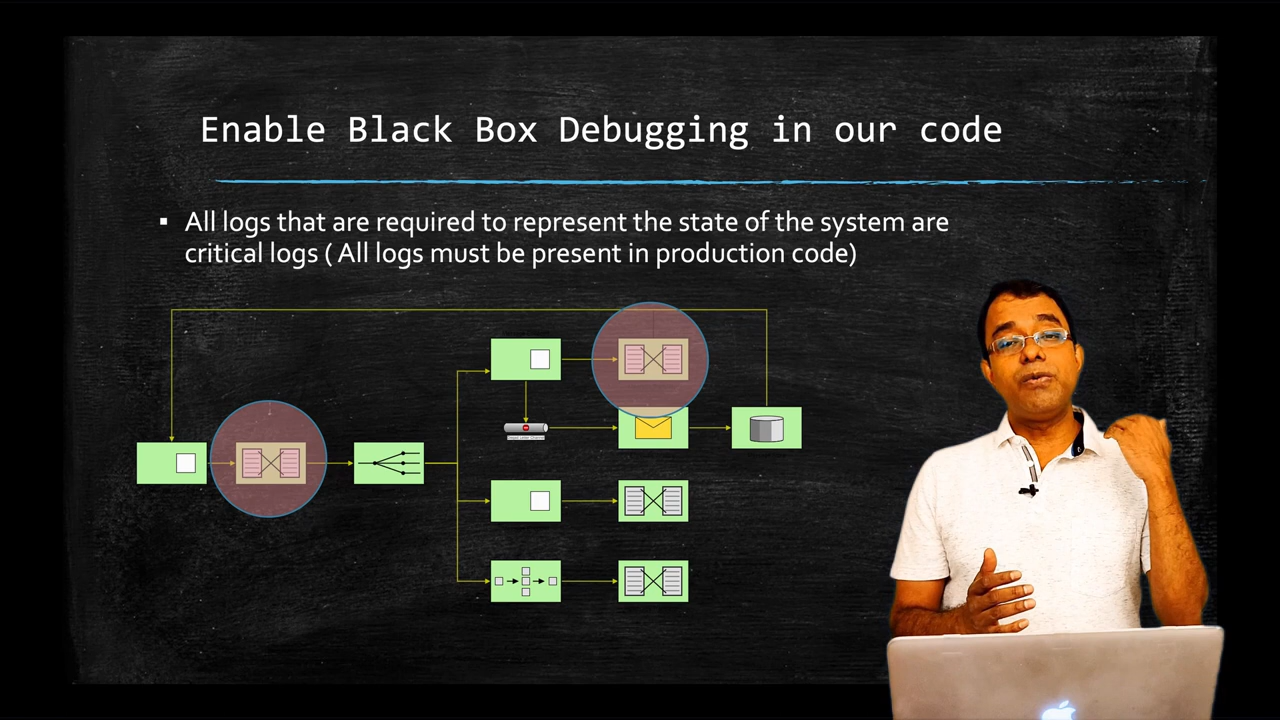 Enable Black Box Debugging in our code
▪ All logs that are required to represent the state of the system are
critical logs ( All logs must be present in production code)